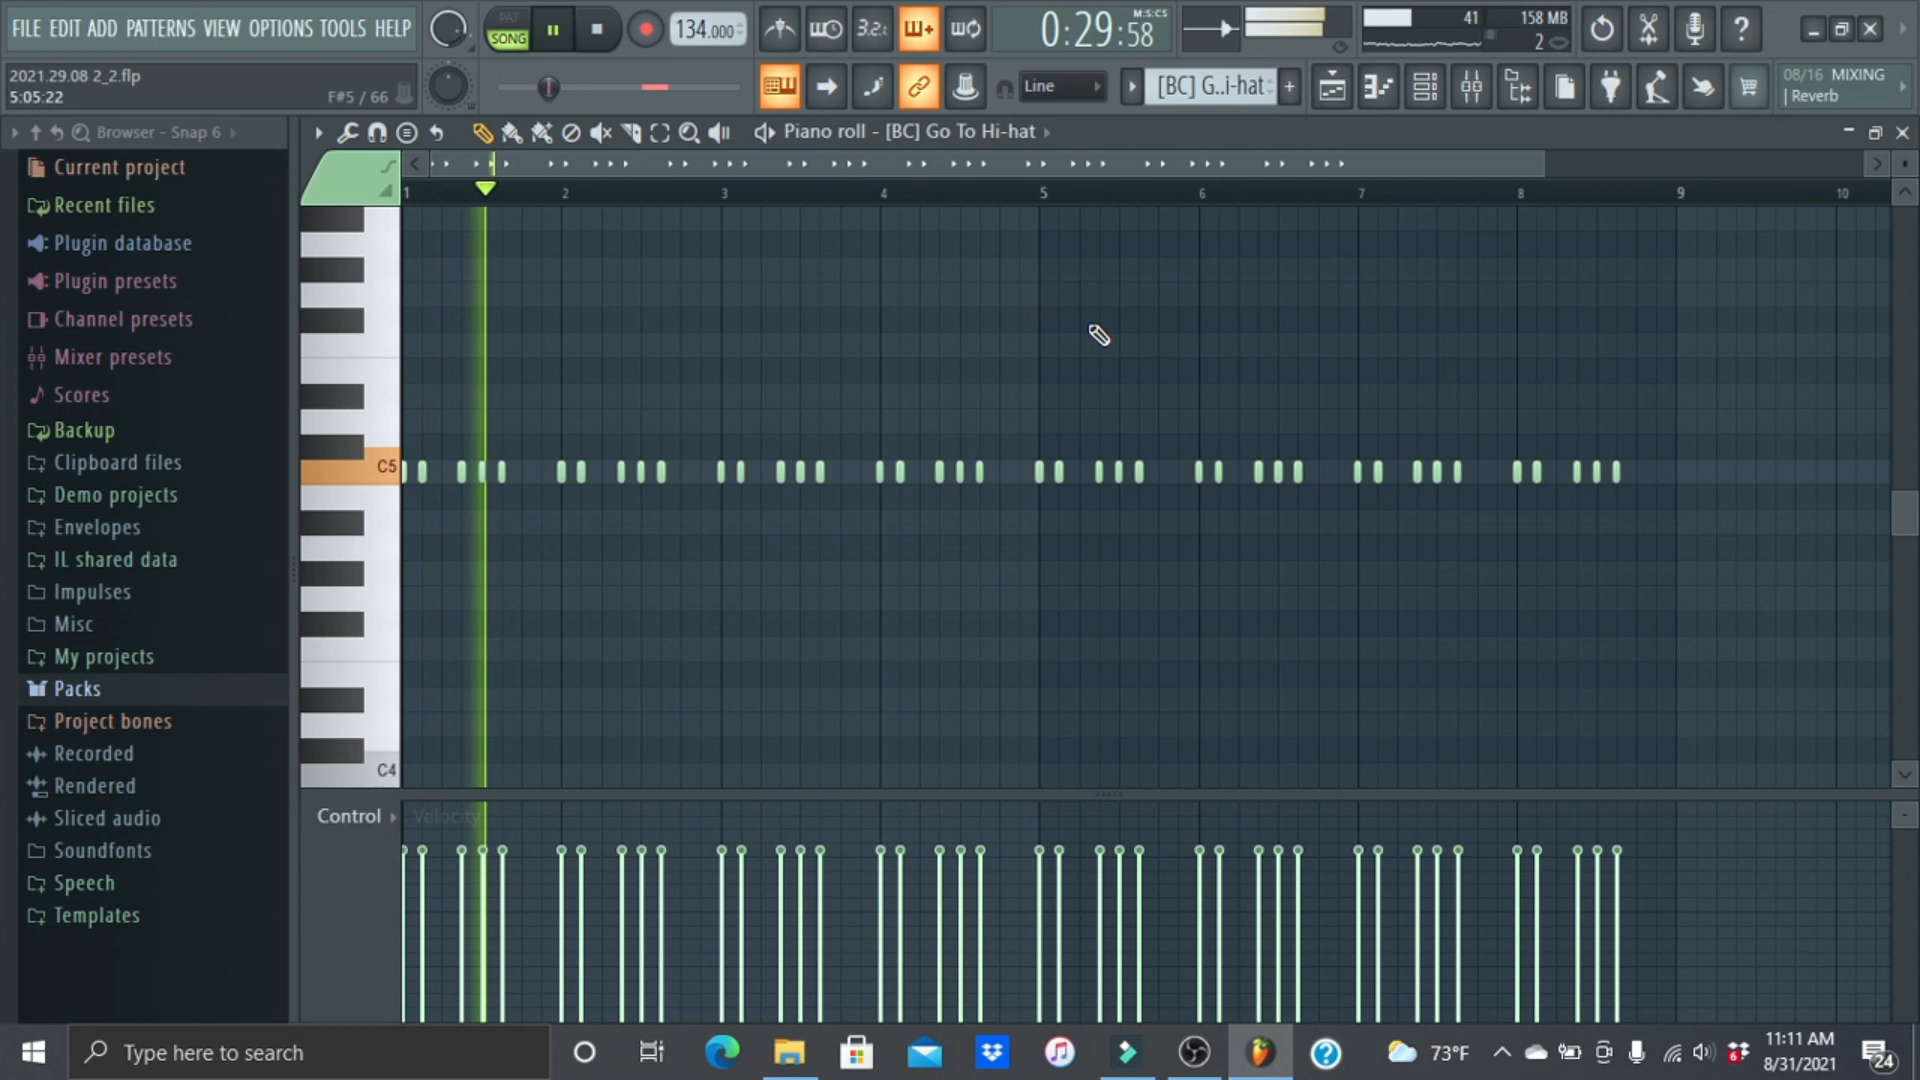 FILE EDIT ADD PATTERNS VIEW OPTIONS TOOLS HELP
PAT
SONG
134.000
3.2:
0:29:58
M:S:CS
41
158 MB
2
2021.29.08 2_2.flp
5:05:22
F#5 / 66
Line
[BC] G..i-hat
08/16 MIXING
| Reverb
Browser - Snap 6
Piano roll - [BC] Go To Hi-hat
Current project
Recent files
Plugin database
Plugin presets
Channel presets
Mixer presets
Scores
Backup
Clipboard files
Demo projects
Envelopes
IL shared data
Impulses
Misc
My projects
Packs
Project bones
Recorded
Rendered
Sliced audio
Soundfonts
Speech
Templates
1 2 3 4 5 6 7 8 9 10
C5
C4
Control
Velocity
Type here to search
73°F
6
11:11 AM
8/31/2021
24